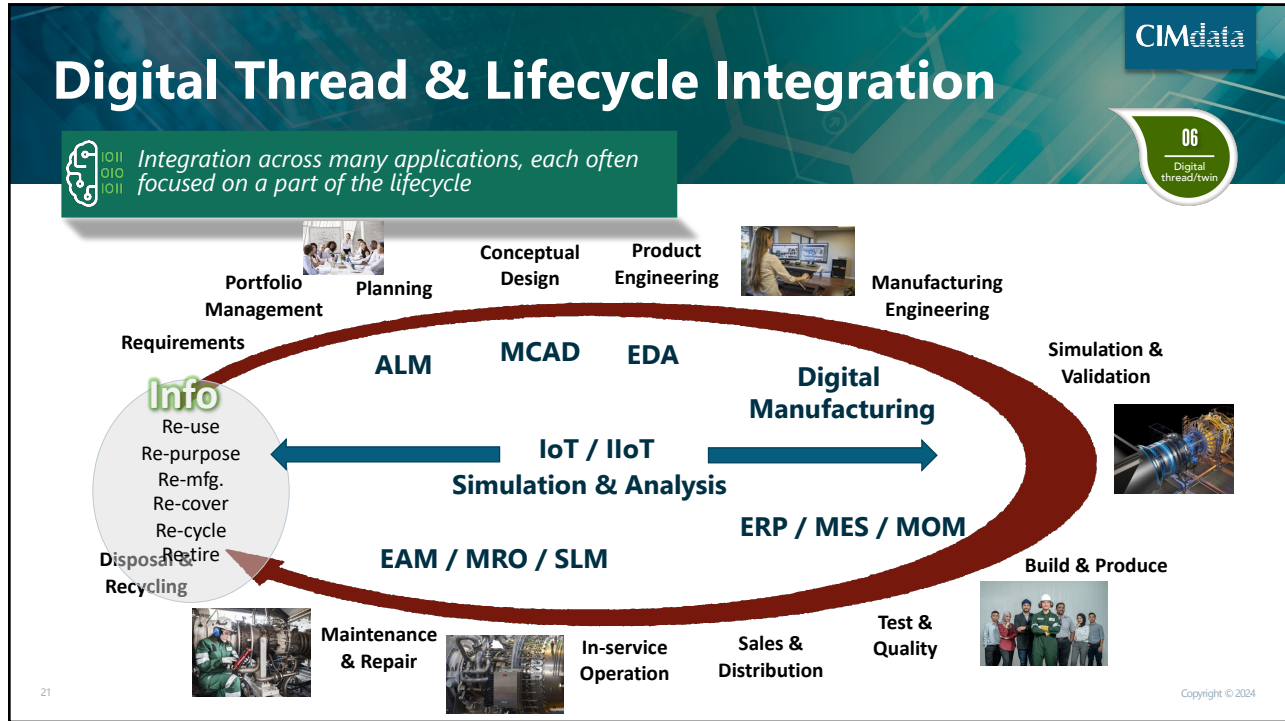 CIMdata
Digital Thread & Lifecycle Integration
IOII
OIO
IOII
Integration across many applications, each often
focused on a part of the lifecycle
06
Digital
thread/twin
Requirements
Portfolio
Management
Planning
Conceptual
Design
Product
Engineering
Manufacturing
Engineering
Simulation &
Validation
ALM
MCAD
EDA
Digital
Manufacturing
Info
Re-use
Re-purpose
Re-mfg.
Re-cover
Re-cycle
Re-tire
IoT / IIoT
Simulation & Analysis
ERP / MES / MOM
EAM / MRO / SLM
Disposal &
Recycling
Maintenance
& Repair
In-service
Operation
Sales &
Distribution
Test &
Quality
Build & Produce
21
Copyright © 2024